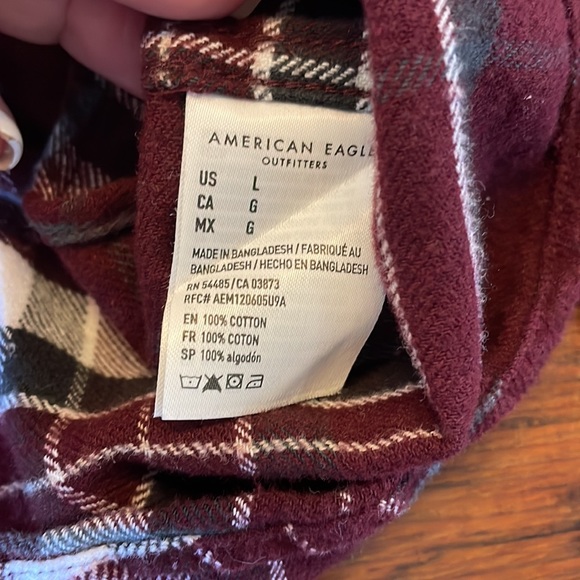 AMERICAN EAGLE
OUTFITTERS
US L
CA G
MX G
MADE IN BANGLADESH / FABRIQUÉ AU
BANGLADESH / HECHO EN BANGLADESH
RN 54485/CA 03873
RFC# AEM120605U9A
EN 100% COTTON
FR 100% COTON
SP 100% algodón